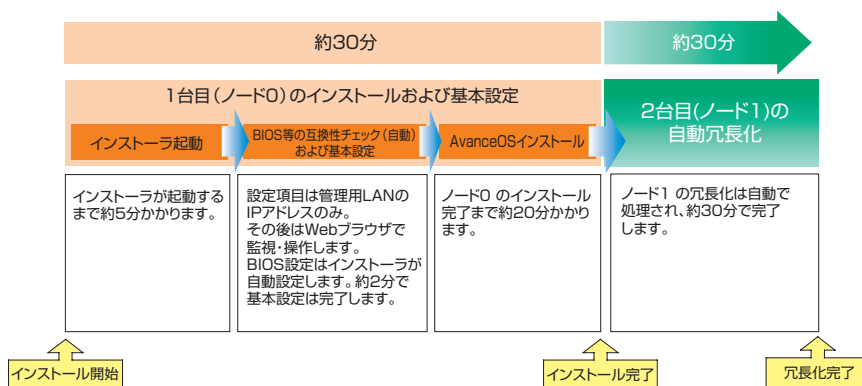 約30分
約30分
1台目(ノード0)のインストールおよび基本設定
2台目(ノード1)の
自動冗長化
インストーラ起動
BIOS等の互換性チェック(自動)
および基本設定
AvanceOSインストール
インストーラが起動する
まで約5分かかります。
設定項目は管理用LANの
IPアドレスのみ。
その後はWebブラウザで
監視・操作します。
BIOS設定はインストーラが
自動設定します。約2分で
基本設定は完了します。
ノード0 のインストール
完了まで約20分かかり
ます。
ノード1 の冗長化は自動で
処理され、約30分で完了
します。
インストール開始
インストール完了
冗長化完了